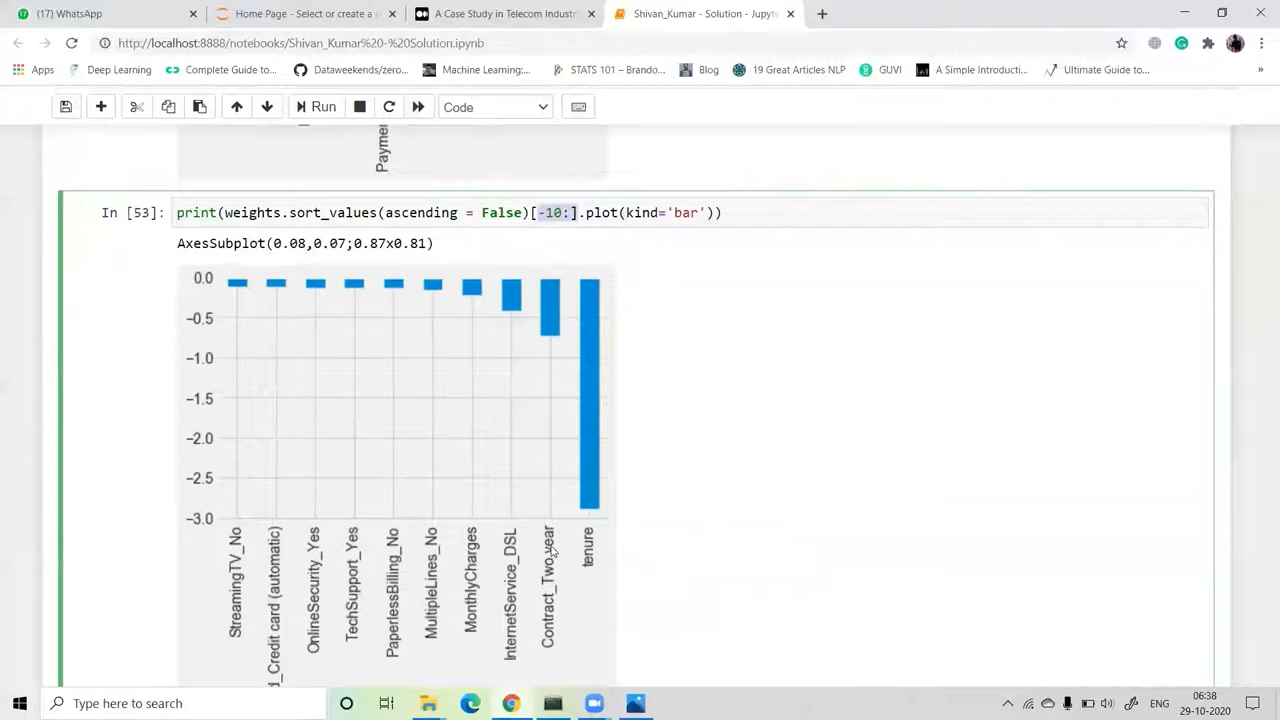 17 WhatsApp × Home Page - Select or create a n × A Case Study in Telecom Industry × Shivan_Kumar - Solution - Jupyte × +
http://localhost:8888/notebooks/Shivan_Kumar%20-%20Solution.ipynb
Apps Deep Learning Complete Guide to... Dataweekends/zero... Machine Learning:... STATS 101 – Brando... Blog 19 Great Articles NLP GUVI A Simple Introducti... Ultimate Guide to... »
Run Code
In [53]: print(weights.sort_values(ascending = False)[-10:].plot(kind='bar'))
AxesSubplot(0.08,0.07;0.87x0.81)
0.0
−0.5
−1.0
−1.5
−2.0
−2.5
−3.0
StreamingTV_No
d_Credit card (automatic)
OnlineSecurity_Yes
TechSupport_Yes
PaperlessBilling_No
MultipleLines_No
MonthlyCharges
InternetService_DSL
Contract_Two year
tenure
Type here to search
ENG
06:38
29-10-2020